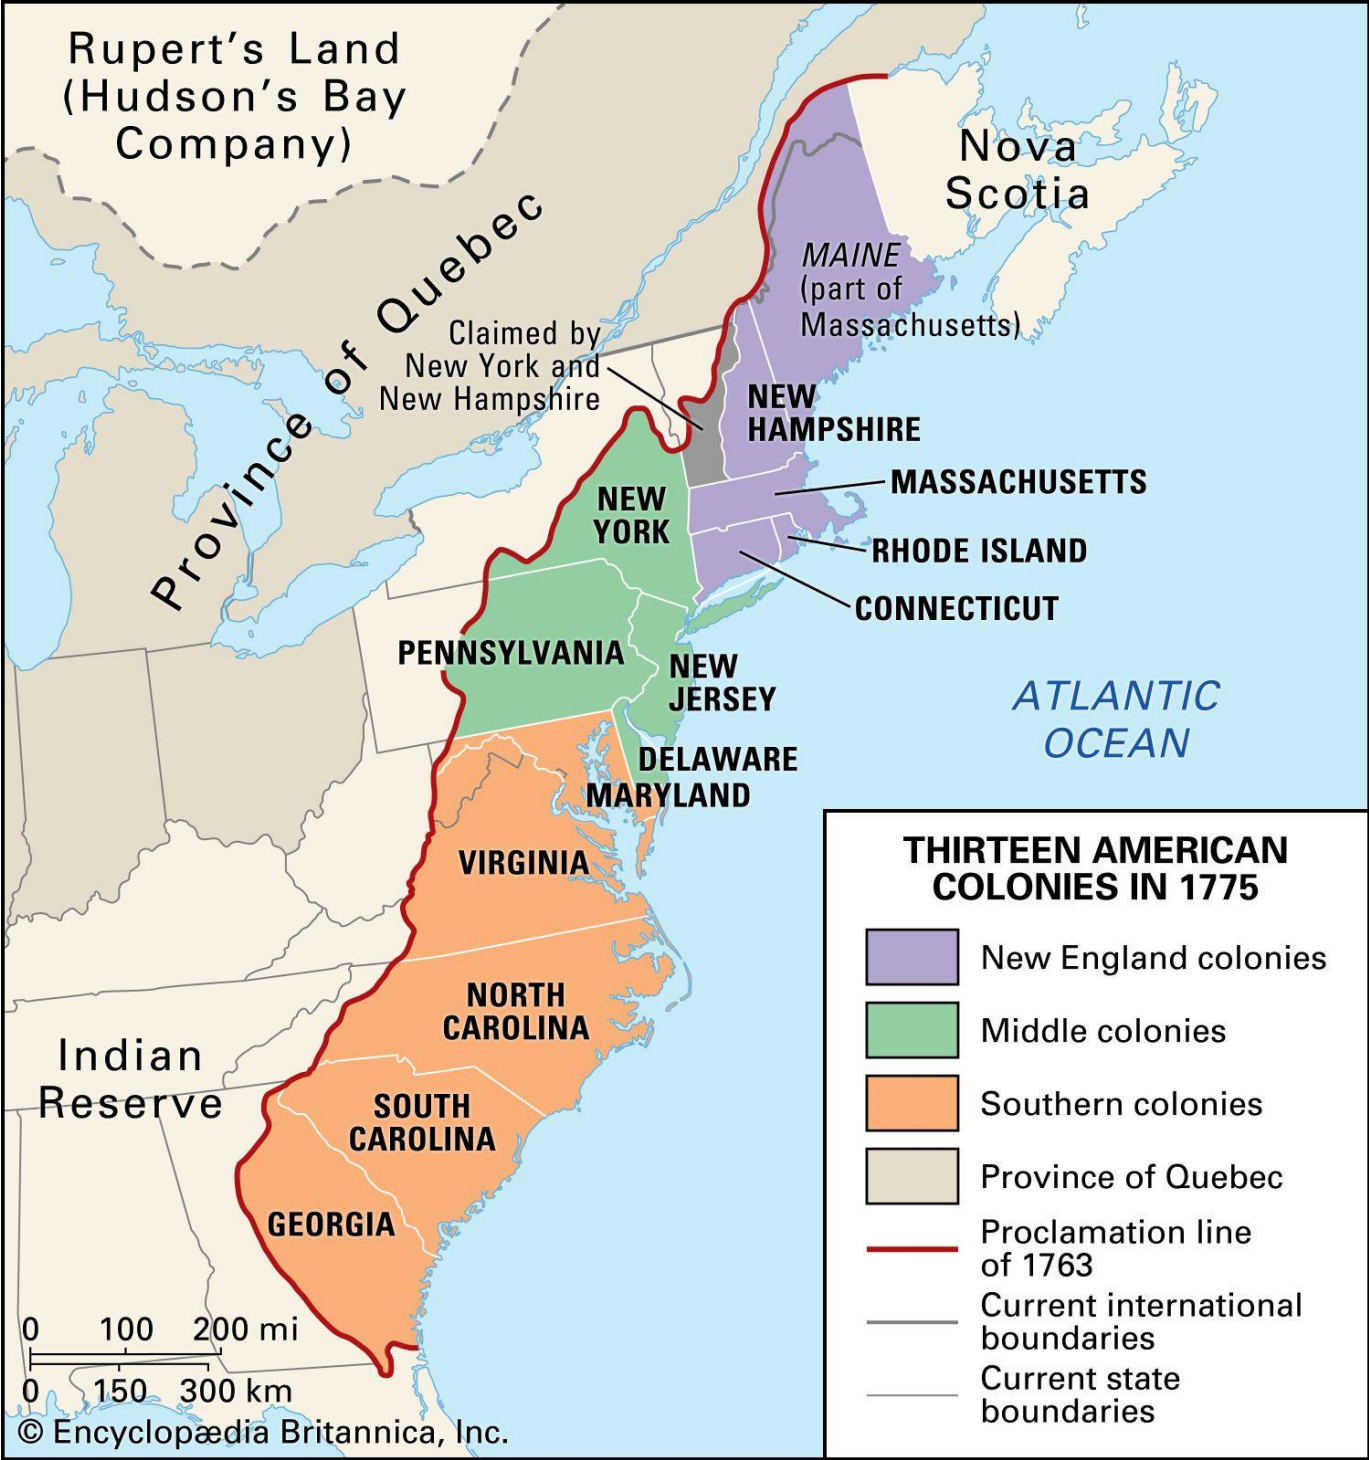 Rupert's Land
(Hudson's Bay
Company)
Nova
Scotia
Province of Quebec
MAINE
(part of
Massachusetts)
Claimed by
New York and
New Hampshire
NEW
HAMPSHIRE
MASSACHUSETTS
NEW
YORK
RHODE ISLAND
CONNECTICUT
PENNSYLVANIA
NEW
JERSEY
ATLANTIC
OCEAN
DELAWARE
MARYLAND
VIRGINIA
NORTH
CAROLINA
Indian
Reserve
SOUTH
CAROLINA
GEORGIA
THIRTEEN AMERICAN
COLONIES IN 1775
New England colonies
Middle colonies
Southern colonies
Province of Quebec
Proclamation line
of 1763
Current international
boundaries
Current state
boundaries
0 100 200 mi
0 150 300 km
© Encyclopædia Britannica, Inc.